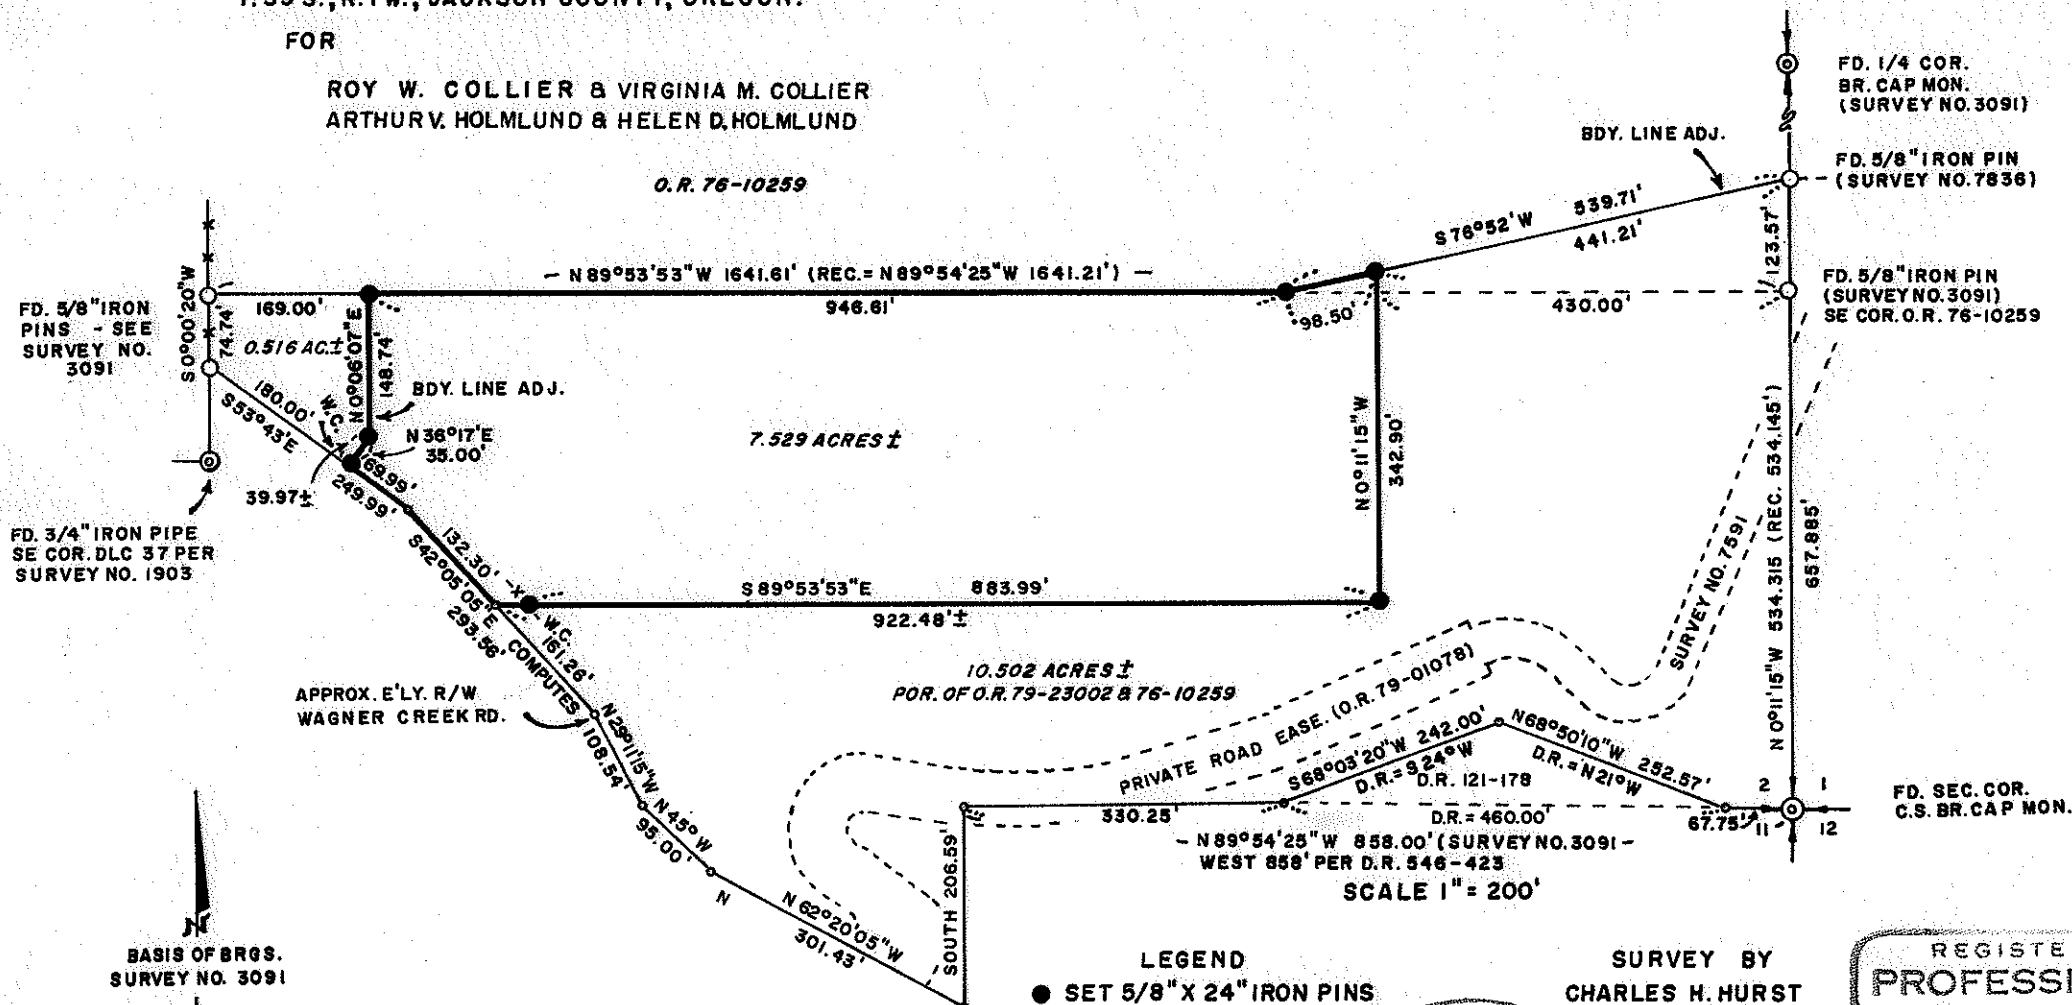 FOR
ROY W. COLLIER & VIRGINIA M. COLLIER
ARTHUR V. HOLMLUND & HELEN D. HOLMLUND
O.R. 76-10259
BDY. LINE ADJ.
FD. 1/4 COR.
BR. CAP MON.
(SURVEY NO. 3091)
FD. 5/8" IRON PIN
(SURVEY NO. 7836)
S 76°52' W 539.71'
441.21'
123.57'
FD. 5/8" IRON PIN
(SURVEY NO. 3091)
SE COR. O.R. 76-10259
- N 89°53'53" W 1641.61' (REC. = N 89°54'25" W 1641.21') -
169.00'
946.61'
98.50'
430.00'
FD. 5/8" IRON
PINS - SEE
SURVEY NO.
3091
S 0°00'20" W
74.74'
0.516 AC.±
N 0°06'07" E
148.74'
BDY. LINE ADJ.
N 36°17' E
35.00'
180.00'
S 53°43' E
W.C.
69.99'
249.99'
39.97±
7.529 ACRES ±
N 0°11'15" W
342.90'
FD. 3/4" IRON PIPE
SE COR. DLC 37 PER
SURVEY NO. 1903
132.30'
S 42°05'05" E
293.56'
COMPUTES
W.C.
161.26'
S 89°53'53" E 883.99'
922.48'±
10.502 ACRES ±
POR. OF O.R. 79-23002 & 76-10259
APPROX. E'LY. R/W
WAGNER CREEK RD.
N 29°11'15" W
108.54'
N 45° W
95.00'
N
N 62°20'05" W
301.43'
SOUTH 206.59'
PRIVATE ROAD EASE. (O.R. 79-01078)
SURVEY NO. 7591
N 0°11'15" W 534.315 (REC. 534.145')
657.885'
S 68°03'20" W 242.00'
D.R. = S 24° W
N 68°50'10" W 252.57'
D.R. = N 21° W
D.R. 121-178
330.25'
D.R. = 460.00'
67.75'
2 1
11 12
FD. SEC. COR.
C.S. BR. CAP MON.
- N 89°54'25" W 858.00' (SURVEY NO. 3091 -
WEST 858' PER D.R. 546-423
SCALE 1" = 200'
N
BASIS OF BRGS.
SURVEY NO. 3091
LEGEND
● SET 5/8" X 24" IRON PINS
SURVEY BY
CHARLES H. HURST
REGISTE
PROFESSI